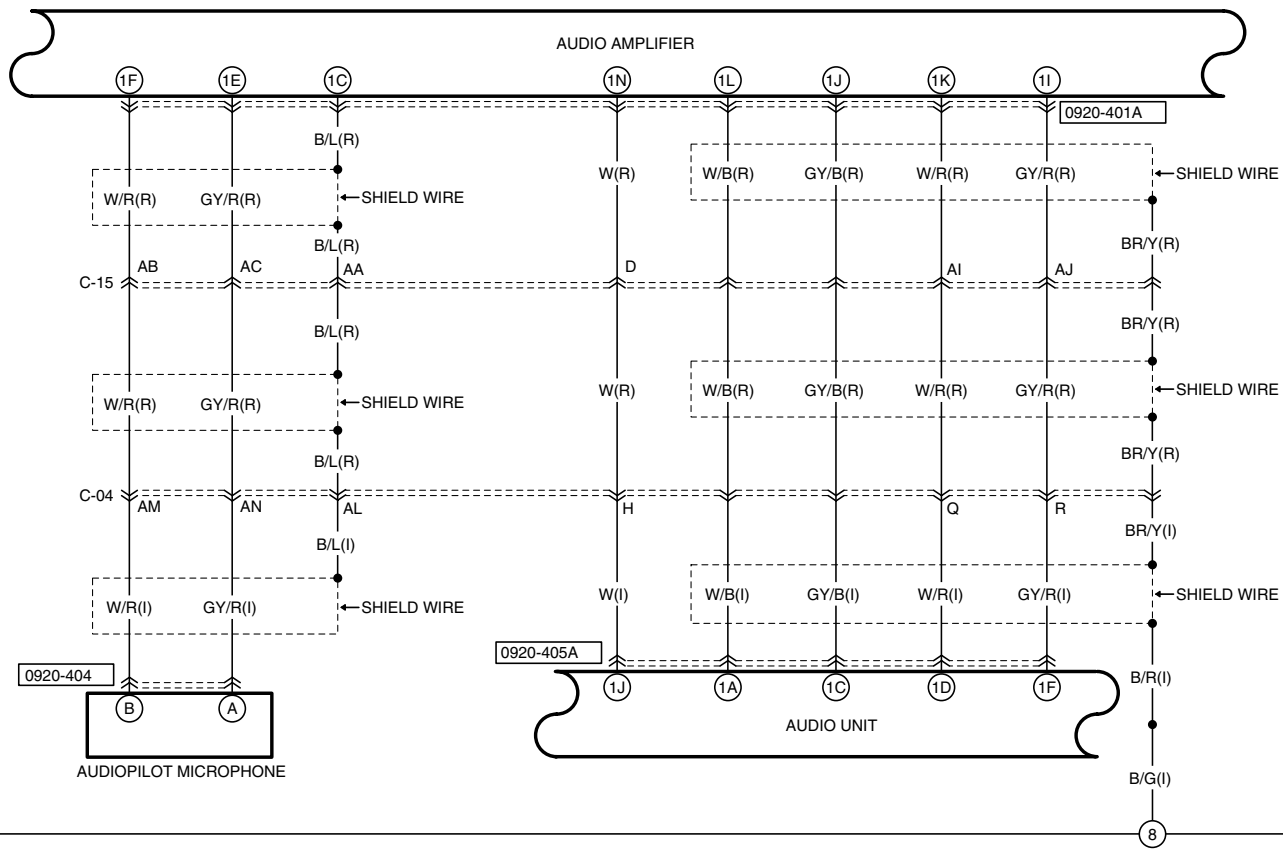 AUDIO AMPLIFIER
1F 1E 1C 1N 1L 1J 1K 1I
0920-401A
B/L(R)
W/R(R) GY/R(R) SHIELD WIRE W(R) W/B(R) GY/B(R) W/R(R) GY/R(R) SHIELD WIRE
B/L(R) BR/Y(R)
C-15 AB AC AA D AI AJ
B/L(R) BR/Y(R)
W/R(R) GY/R(R) SHIELD WIRE W(R) W/B(R) GY/B(R) W/R(R) GY/R(R) SHIELD WIRE
B/L(R) BR/Y(R)
C-04 AM AN AL H Q R
B/L(I) BR/Y(I)
W/R(I) GY/R(I) SHIELD WIRE W(I) W/B(I) GY/B(I) W/R(I) GY/R(I) SHIELD WIRE
0920-404 0920-405A
B A 1J 1A 1C 1D 1F B/R(I)
AUDIO UNIT
AUDIOPILOT MICROPHONE B/G(I)
8